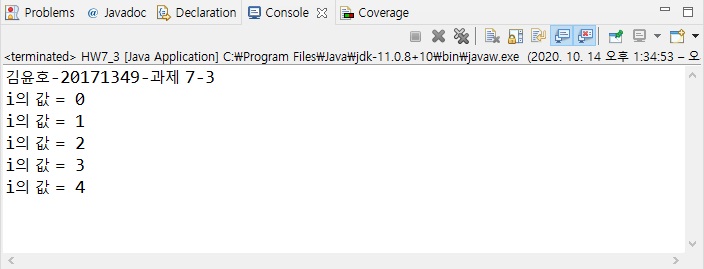 Problems @ Javadoc Declaration Console Coverage
<terminated> HW7_3 [Java Application] C:₩Program Files₩Java₩jdk-11.0.8+10₩bin₩javaw.exe (2020. 10. 14 오후 1:34:53 – 오
김윤호-20171349-과제 7-3
i의 값 = 0
i의 값 = 1
i의 값 = 2
i의 값 = 3
i의 값 = 4